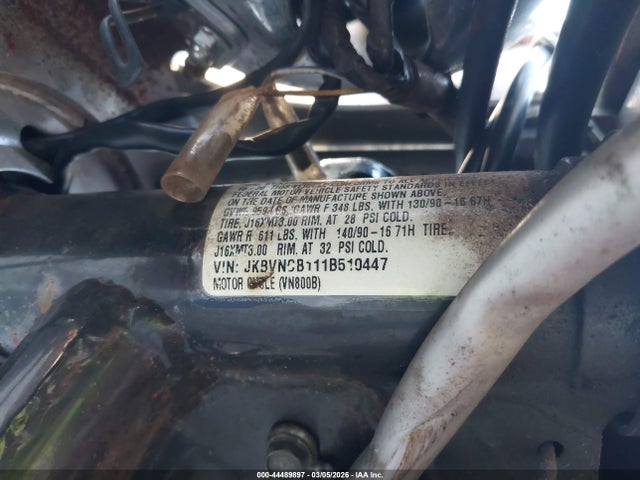 FEDERAL MOTOR VEHICLE SAFETY STANDARDS IN EFFECT
ON THE DATE OF MANUFACTURE SHOWN ABOVE.
LBS, GAWR F 348 LBS, WITH 130/90-16 67H
TIRE, J16XMT3.00 RIM. AT 28 PSI COLD.
GAWR R 611 LBS, WITH 140/90-16 71H TIRE,
J16XMT3.00 RIM. AT 32 PSI COLD.
VIN: JKBVNCB111B510447
MOTOR CYCLE (VN800B)
000-44489897 - 03/05/2026 - COPART / IAA